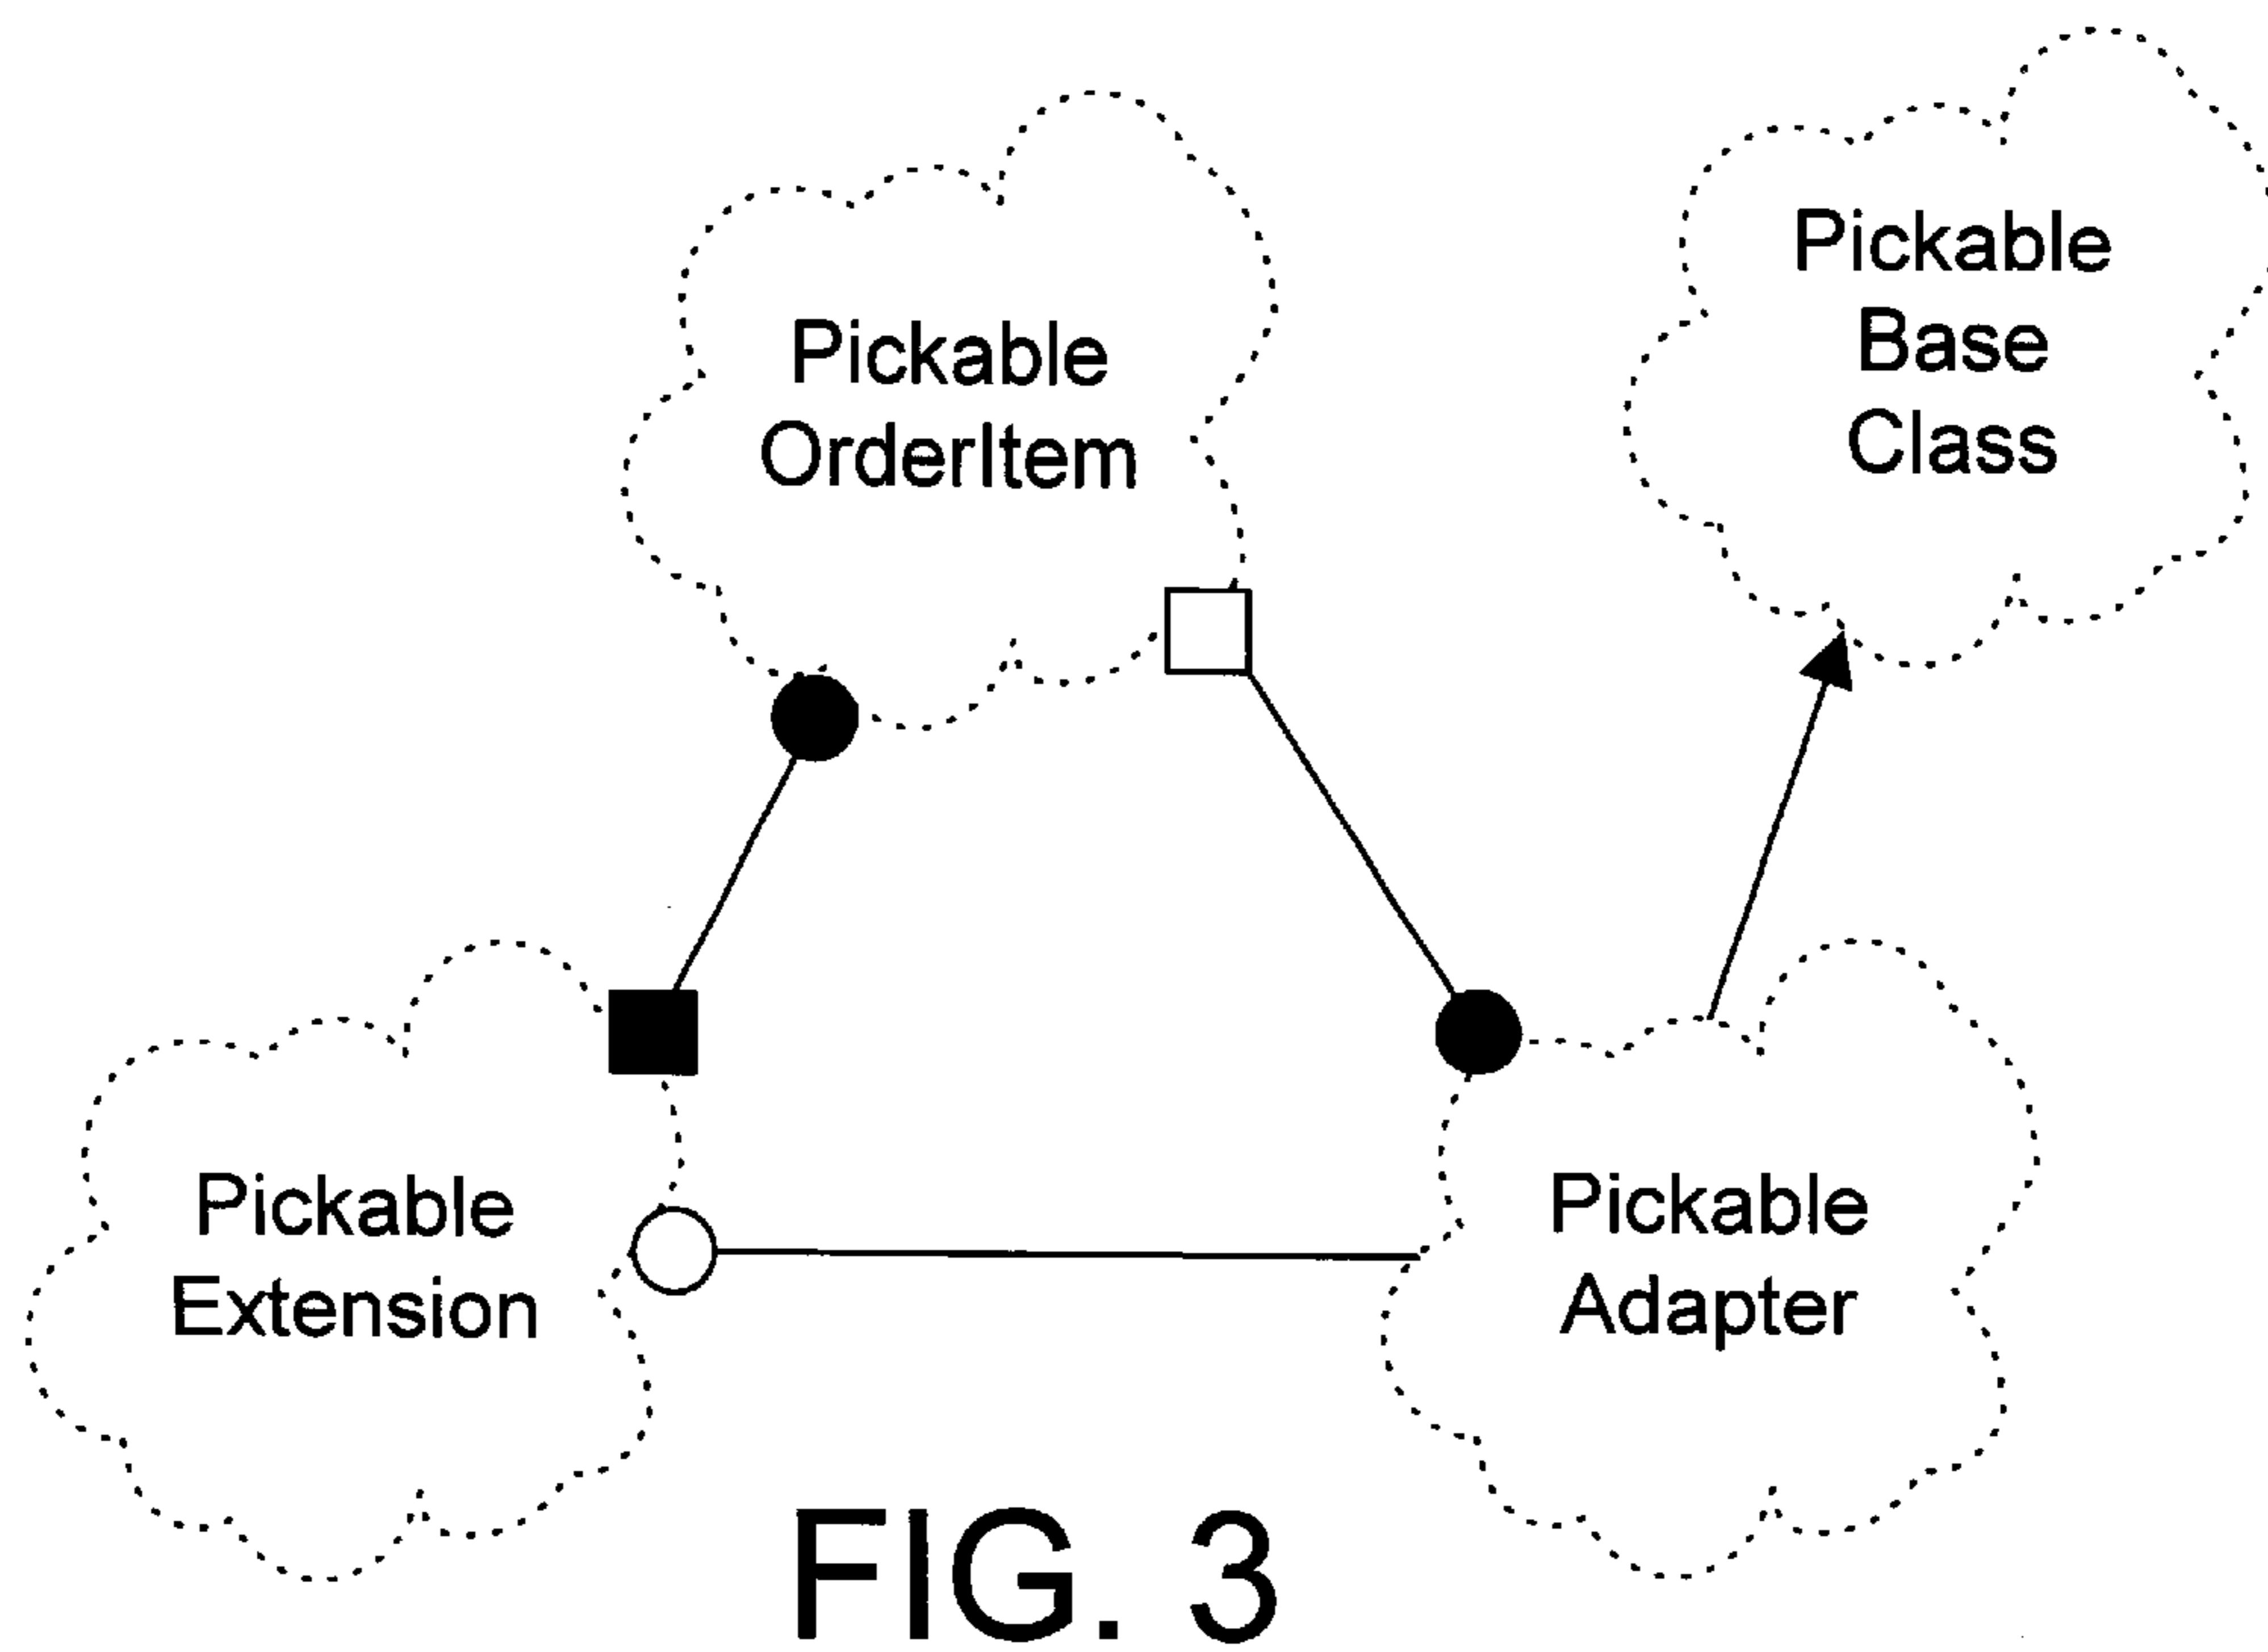 Pickable
OrderItem
Pickable
Base
Class
Pickable
Extension
Pickable
Adapter
FIG. 3